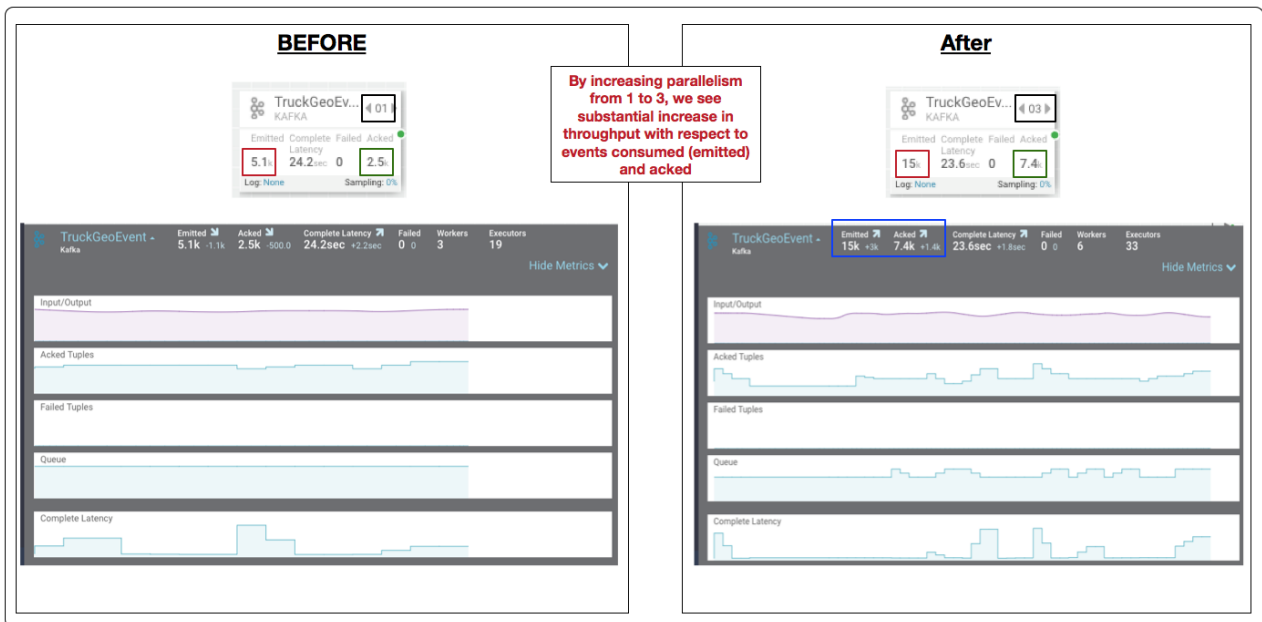 BEFORE
TruckGeoEv...
01
KAFKA
Emitted Complete Latency Failed Acked
5.1k 24.2sec 0 2.5k
Log: None Sampling: 0%
TruckGeoEvent
Kafka
Emitted Acked Complete Latency Failed Workers Executors
5.1k -1.1k 2.5k -500.0 24.2sec +2.2sec 0 0 3 19
Hide Metrics
Input/Output
Acked Tuples
Failed Tuples
Queue
Complete Latency
By increasing parallelism
from 1 to 3, we see
substantial increase in
throughput with respect to
events consumed (emitted)
and acked
After
TruckGeoEv...
03
KAFKA
Emitted Complete Latency Failed Acked
15k 23.6sec 0 7.4k
Log: None Sampling: 0%
TruckGeoEvent
Kafka
Emitted Acked Complete Latency Failed Workers Executors
15k +3k 7.4k +1.4k 23.6sec +1.8sec 0 0 6 33
Hide Metrics
Input/Output
Acked Tuples
Failed Tuples
Queue
Complete Latency